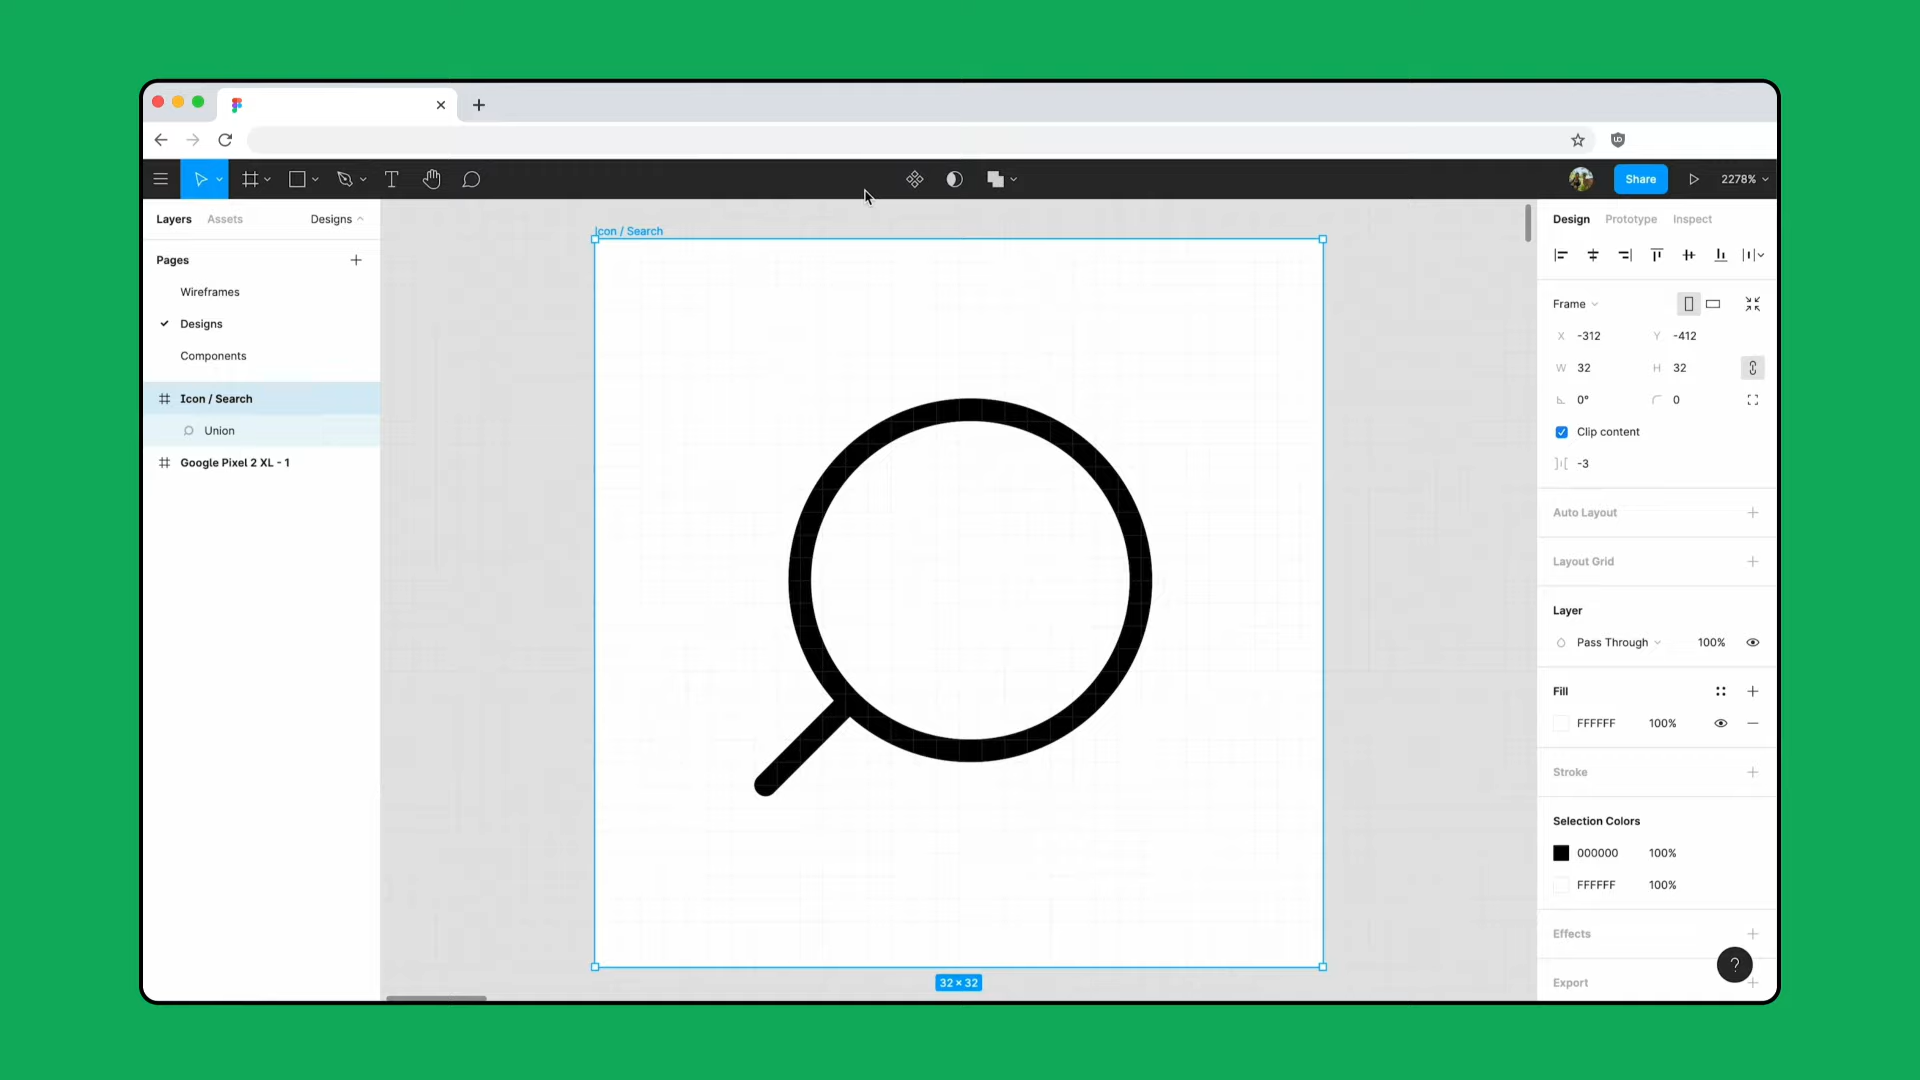 Share
2278%
Layers
Assets
Designs
Pages
Wireframes
Designs
Components
Icon / Search
Union
Google Pixel 2 XL - 1
Icon / Search
32 × 32
Design
Prototype
Inspect
Frame
X -312
Y -412
W 32
H 32
0°
0
Clip content
-3
Auto Layout
Layout Grid
Layer
Pass Through
100%
Fill
FFFFFF
100%
Stroke
Selection Colors
000000
100%
FFFFFF
100%
Effects
Export
?